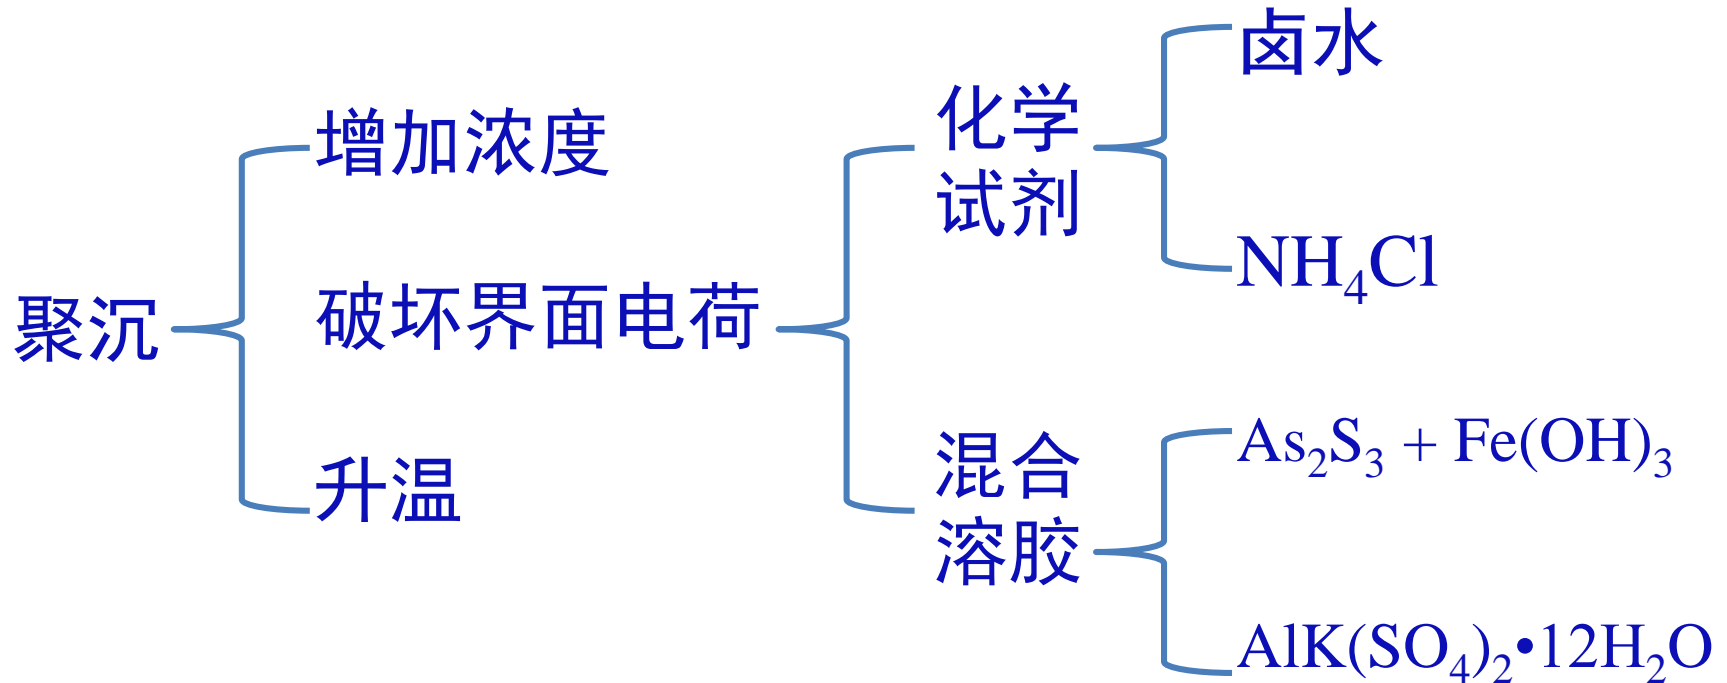 聚沉
增加浓度
破坏界面电荷
升温
化学
试剂
卤水
NH₄Cl
混合
溶胶
As₂S₃ + Fe(OH)₃
AlK(SO₄)₂•12H₂O